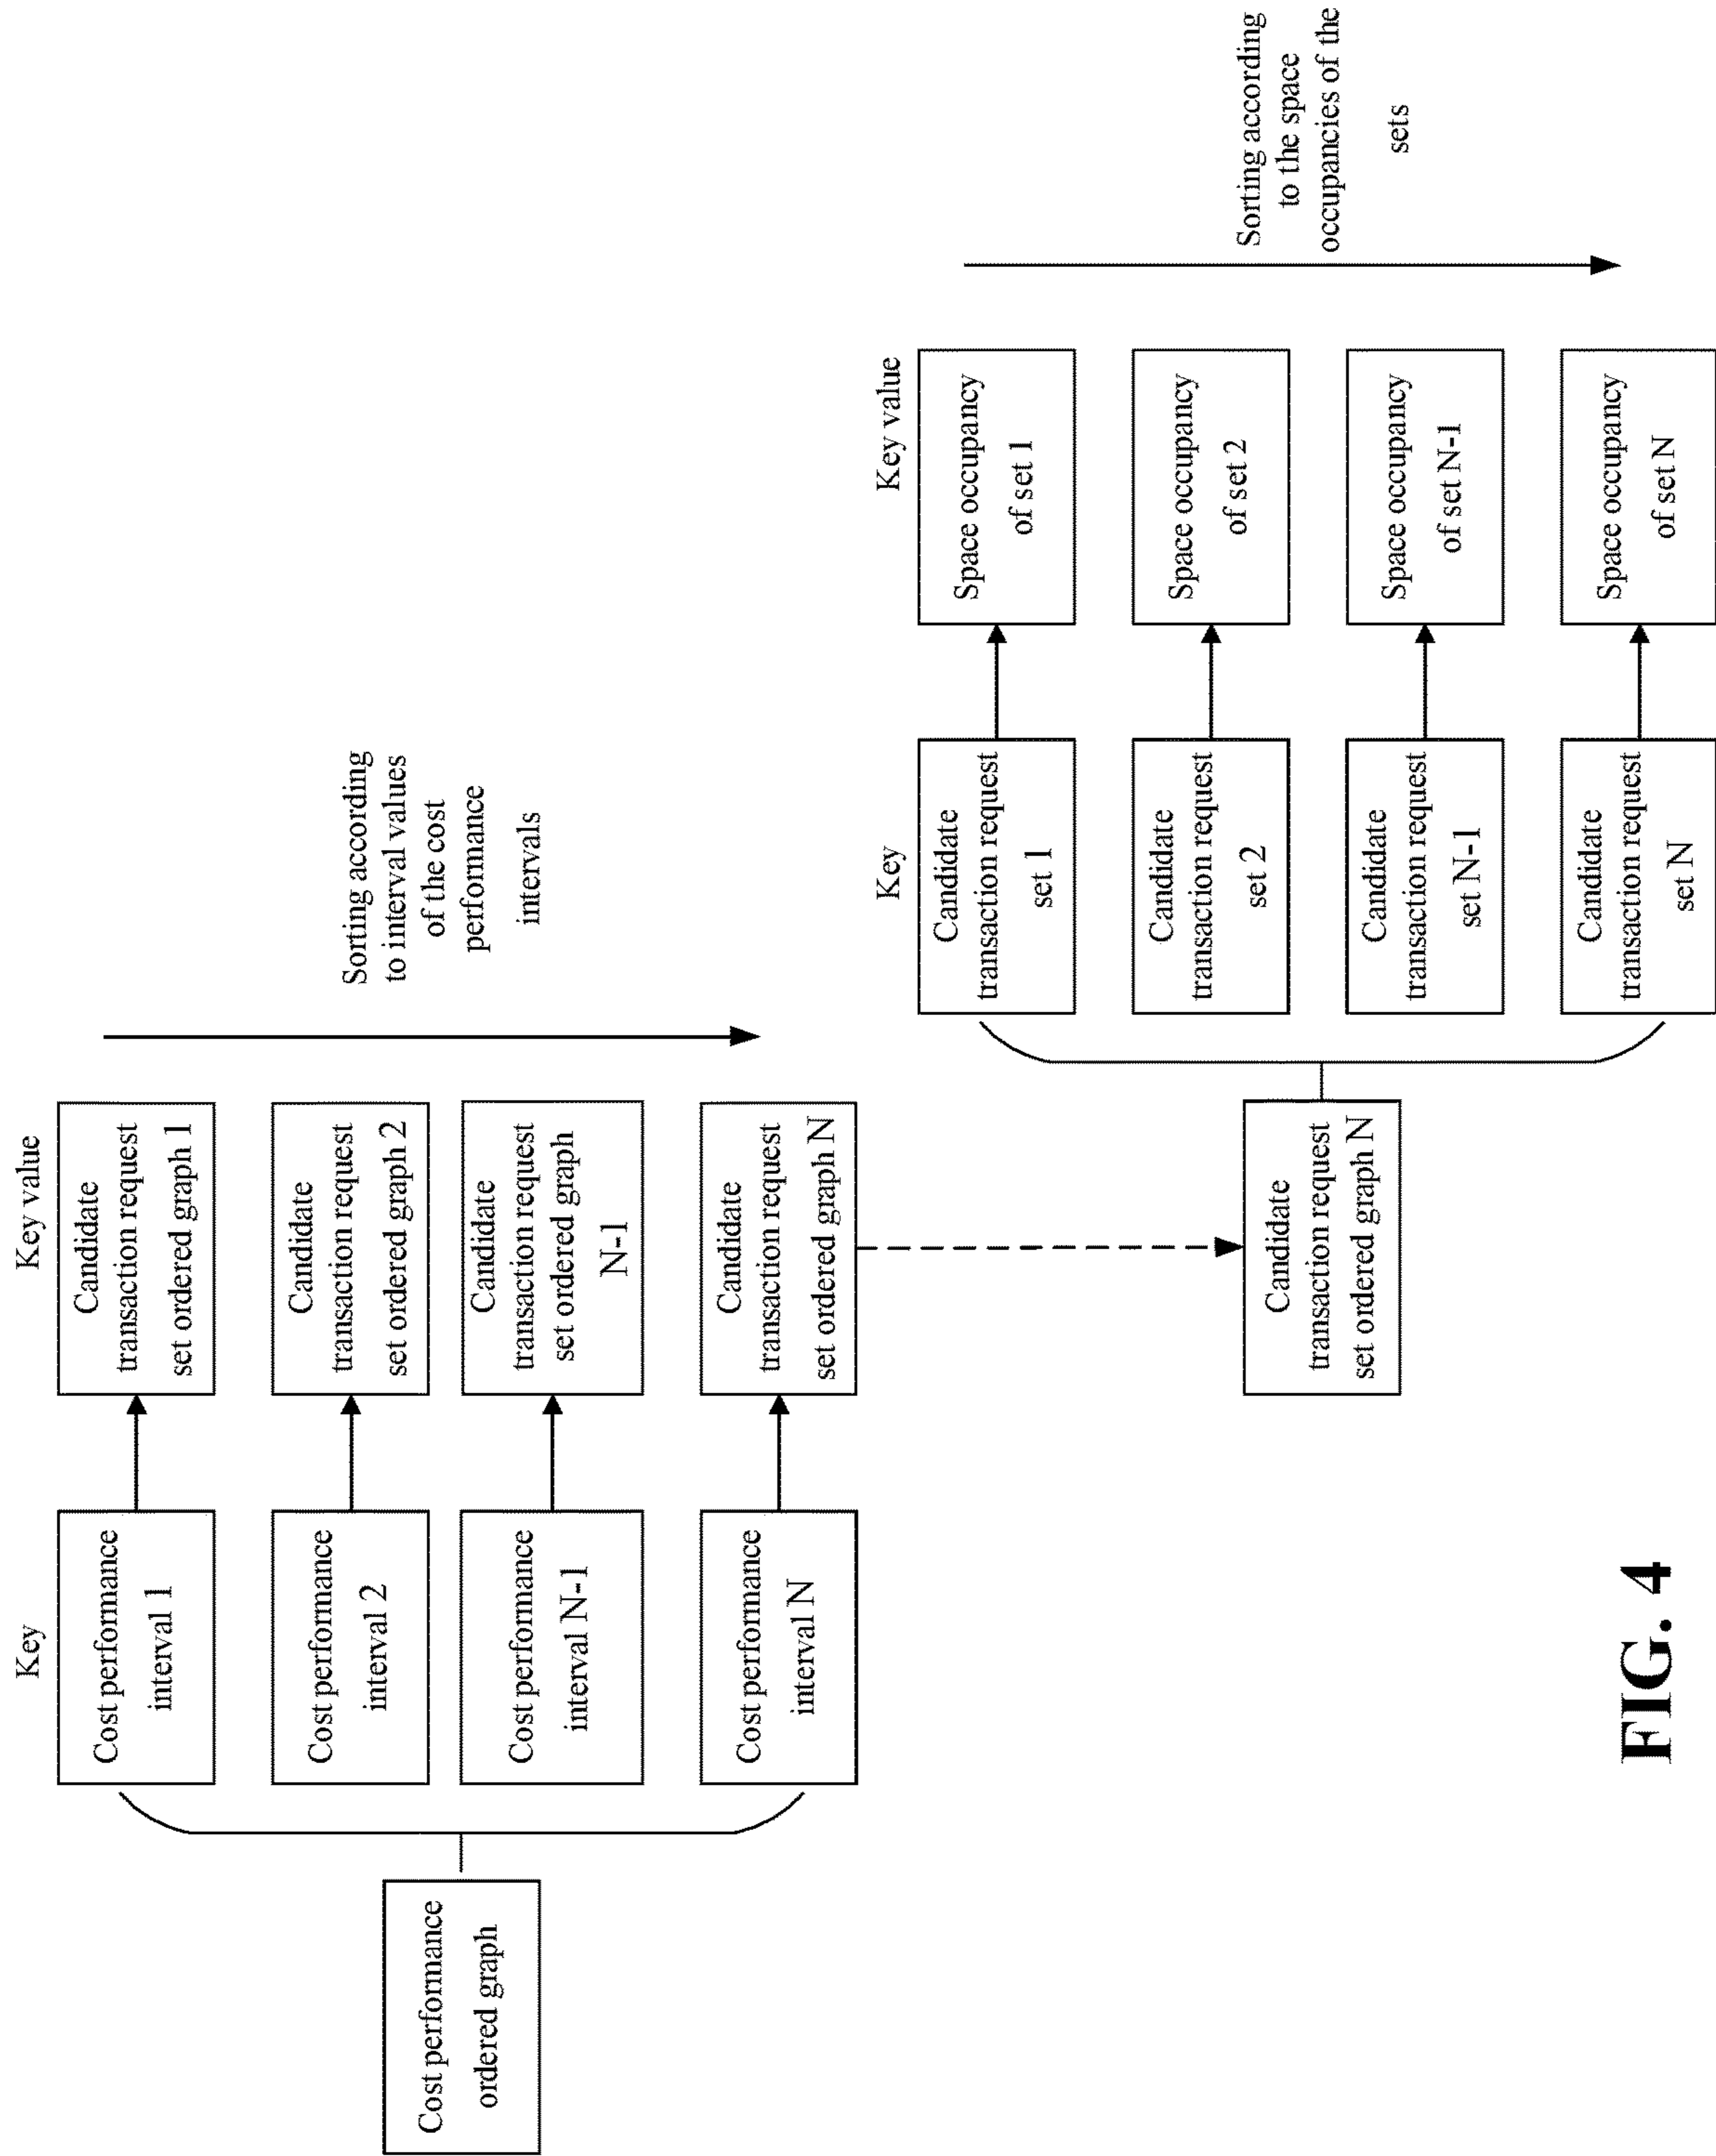 Cost performance
ordered graph
Key
Key value
Cost performance
interval 1
Candidate
transaction request
set ordered graph 1
Cost performance
interval 2
Candidate
transaction request
set ordered graph 2
Cost performance
interval N-1
Candidate
transaction request
set ordered graph
N-1
Cost performance
interval N
Candidate
transaction request
set ordered graph N
Sorting according
to interval values
of the cost
performance
intervals
Candidate
transaction request
set ordered graph N
Key
Key value
Candidate
transaction request
set 1
Space occupancy
of set 1
Candidate
transaction request
set 2
Space occupancy
of set 2
Candidate
transaction request
set N-1
Space occupancy
of set N-1
Candidate
transaction request
set N
Space occupancy
of set N
Sorting according
to the space
occupancies of the
sets
FIG. 4